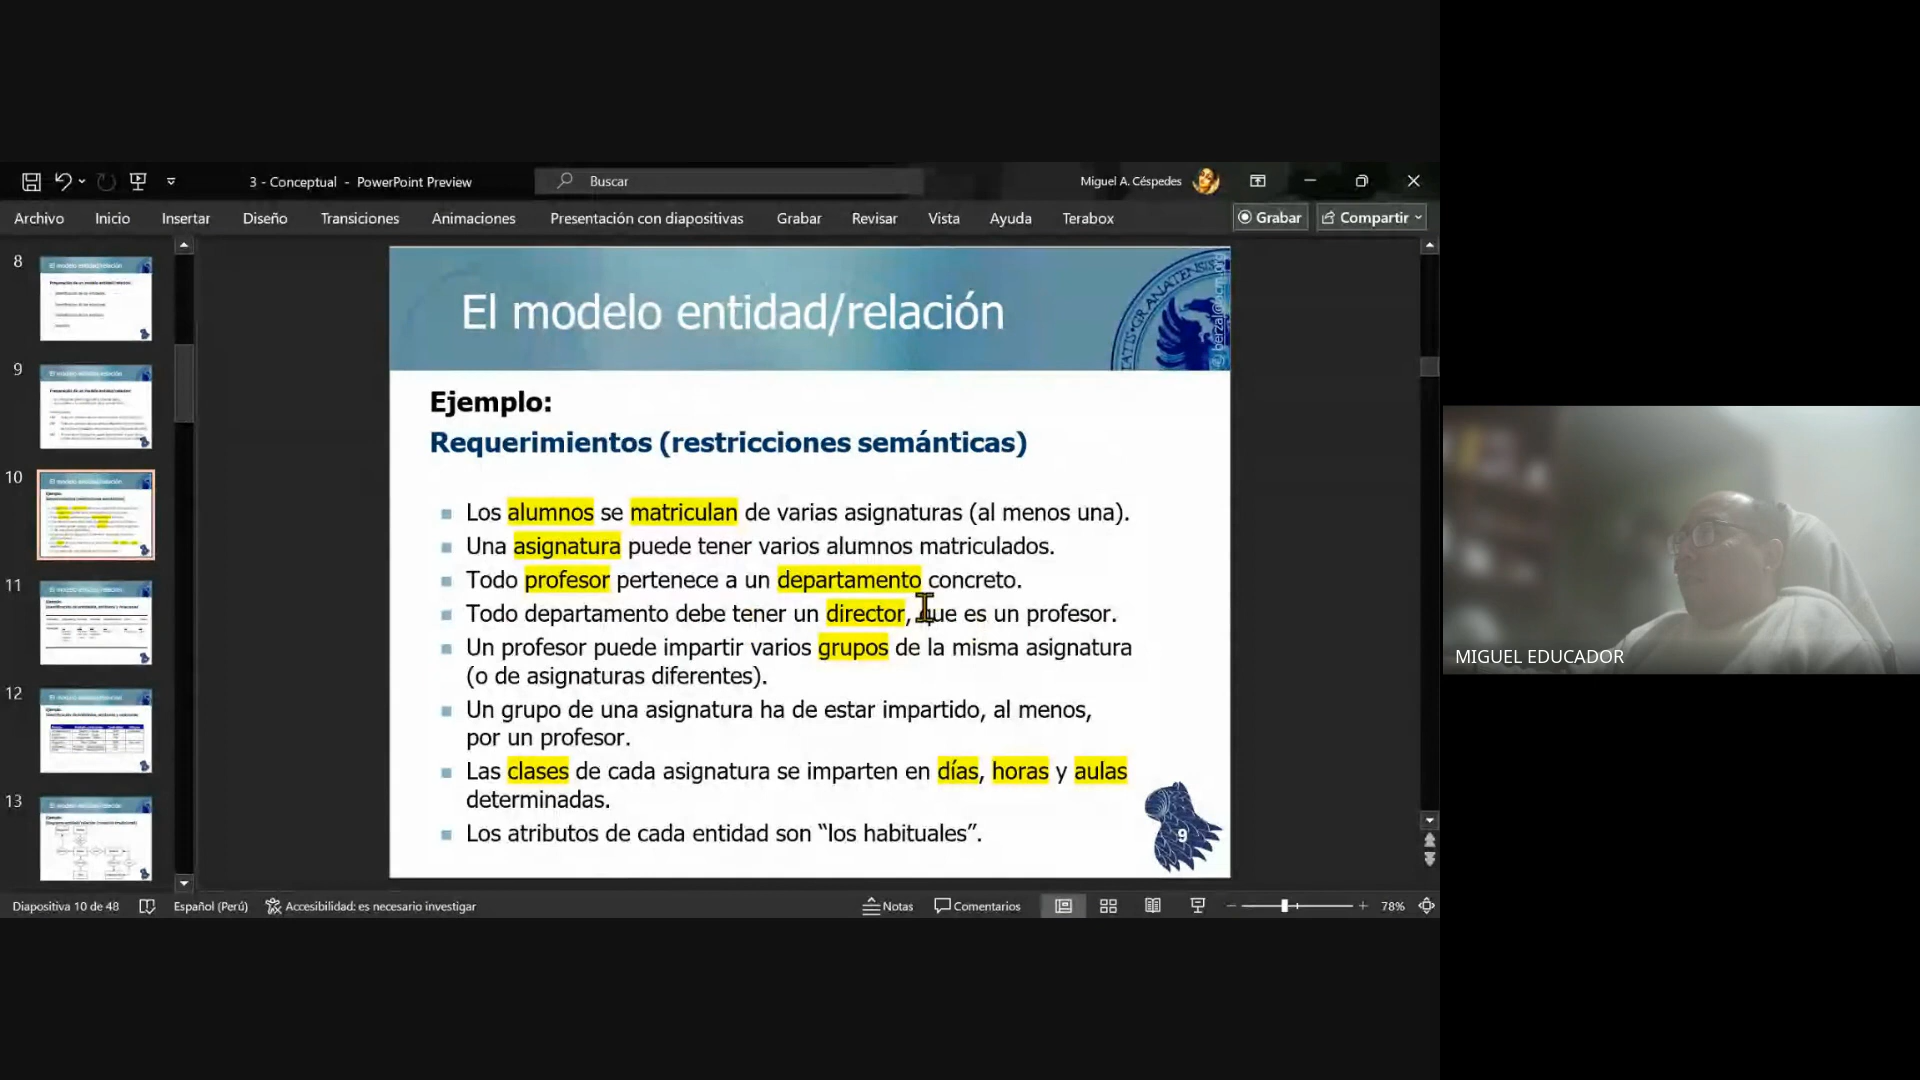 3 - Conceptual - PowerPoint Preview
Buscar
Miguel A. Céspedes
Archivo Inicio Insertar Diseño Transiciones Animaciones Presentación con diapositivas Grabar Revisar Vista Ayuda Terabox
Grabar Compartir
8
9
10
11
12
13
El modelo entidad/relación
Ejemplo:
Requerimientos (restricciones semánticas)
Los alumnos se matriculan de varias asignaturas (al menos una).
Una asignatura puede tener varios alumnos matriculados.
Todo profesor pertenece a un departamento concreto.
Todo departamento debe tener un director, que es un profesor.
Un profesor puede impartir varios grupos de la misma asignatura
(o de asignaturas diferentes).
Un grupo de una asignatura ha de estar impartido, al menos,
por un profesor.
Las clases de cada asignatura se imparten en días, horas y aulas
determinadas.
Los atributos de cada entidad son “los habituales”.
9
MIGUEL EDUCADOR
Diapositiva 10 de 48 Español (Perú) Accesibilidad: es necesario investigar Notas Comentarios 78%